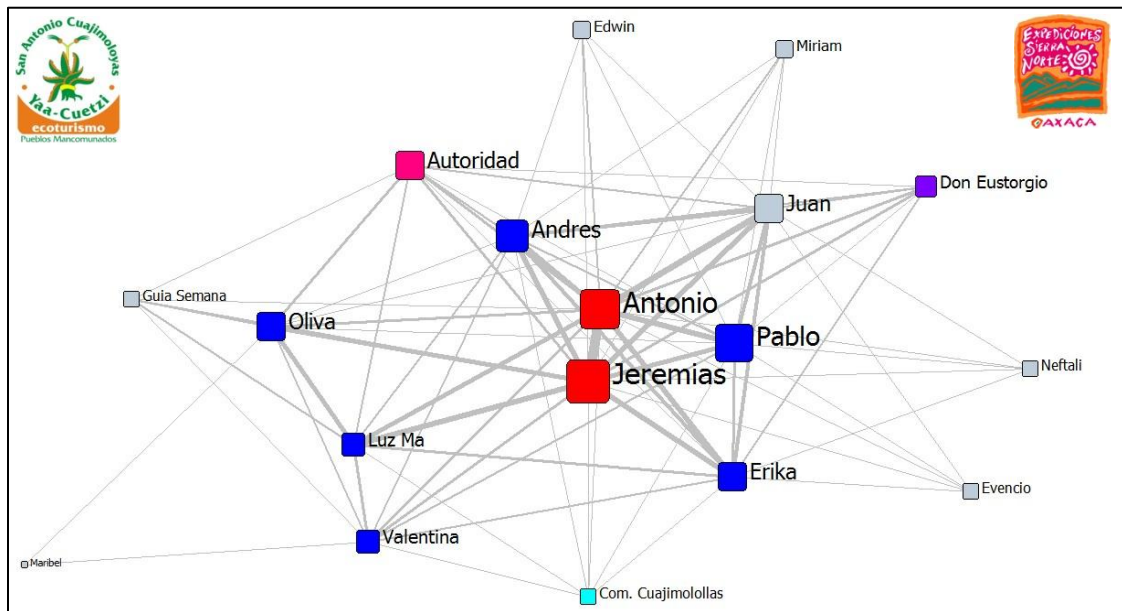 San Antonio Cuajimoloyas
Yaa-Cuetzi
ecoturismo
Pueblos Mancomunados
EXPEDICIONES
SIERRA
NORTE
OAXACA
Edwin
Miriam
Autoridad
Don Eustorgio
Juan
Andres
Guia Semana
Antonio
Oliva
Pablo
Jeremias
Neftali
Luz Ma
Erika
Evencio
Valentina
Maribel
Com. Cuajimolollas